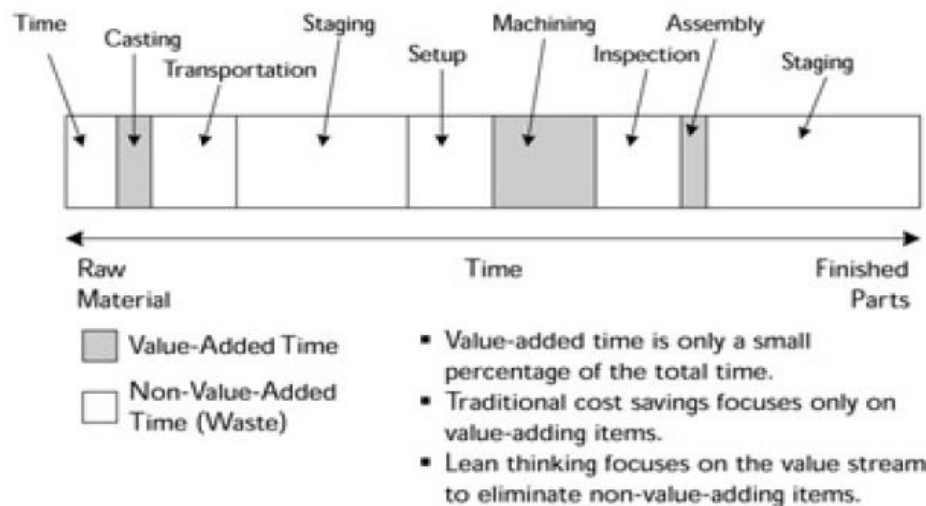 Time
Casting
Transportation
Staging
Setup
Machining
Inspection
Assembly
Staging
Raw
Material
Time
Finished
Parts
Value-Added Time
Non-Value-Added
Time (Waste)
▪ Value-added time is only a small
percentage of the total time.
▪ Traditional cost savings focuses only on
value-adding items.
▪ Lean thinking focuses on the value stream
to eliminate non-value-adding items.